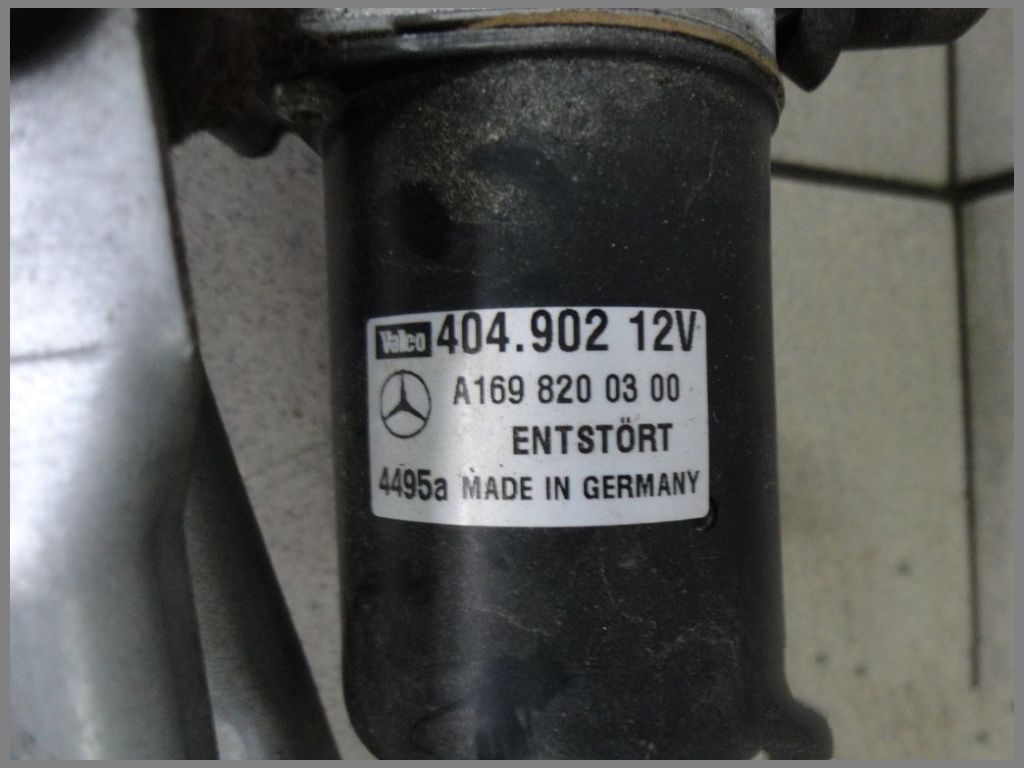 Valeo 404.902 12V
A169 820 03 00
ENTSTÖRT
4495a MADE IN GERMANY